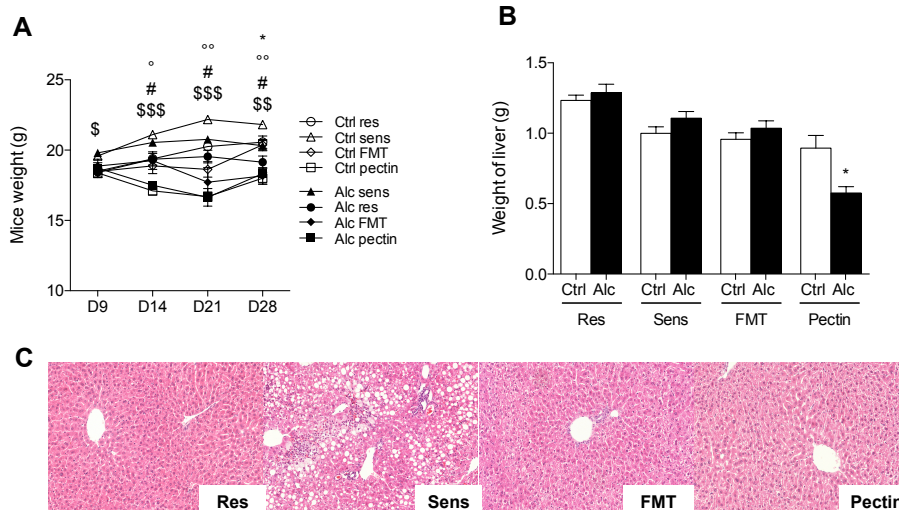 A
Mice weight (g)
25
20
15
10
D9 D14 D21 D28
$
°
#
$$$
°°
#
$$$
*
°°
#
$$
Ctrl res
Ctrl sens
Ctrl FMT
Ctrl pectin
Alc sens
Alc res
Alc FMT
Alc pectin
B
Weight of liver (g)
1.5
1.0
0.5
0.0
*
Ctrl Alc Ctrl Alc Ctrl Alc Ctrl Alc
Res Sens FMT Pectin
C
Res Sens FMT Pectin